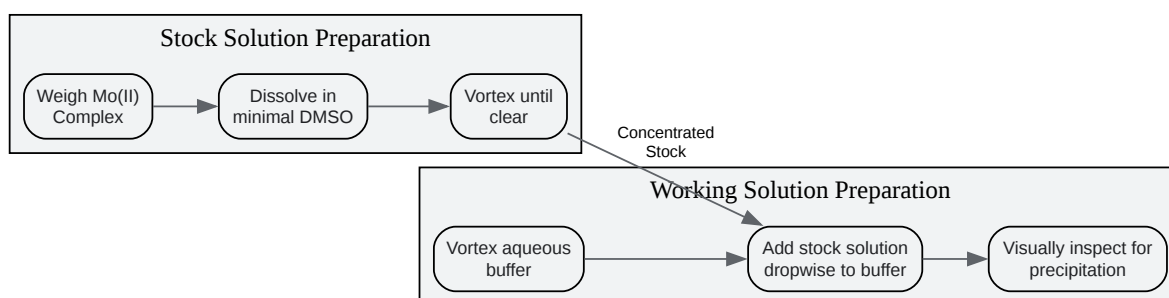 Stock Solution Preparation
Weigh Mo(II)
Complex
Dissolve in
minimal DMSO
Vortex until
clear
Concentrated
Stock
Working Solution Preparation
Vortex aqueous
buffer
Add stock solution
dropwise to buffer
Visually inspect for
precipitation